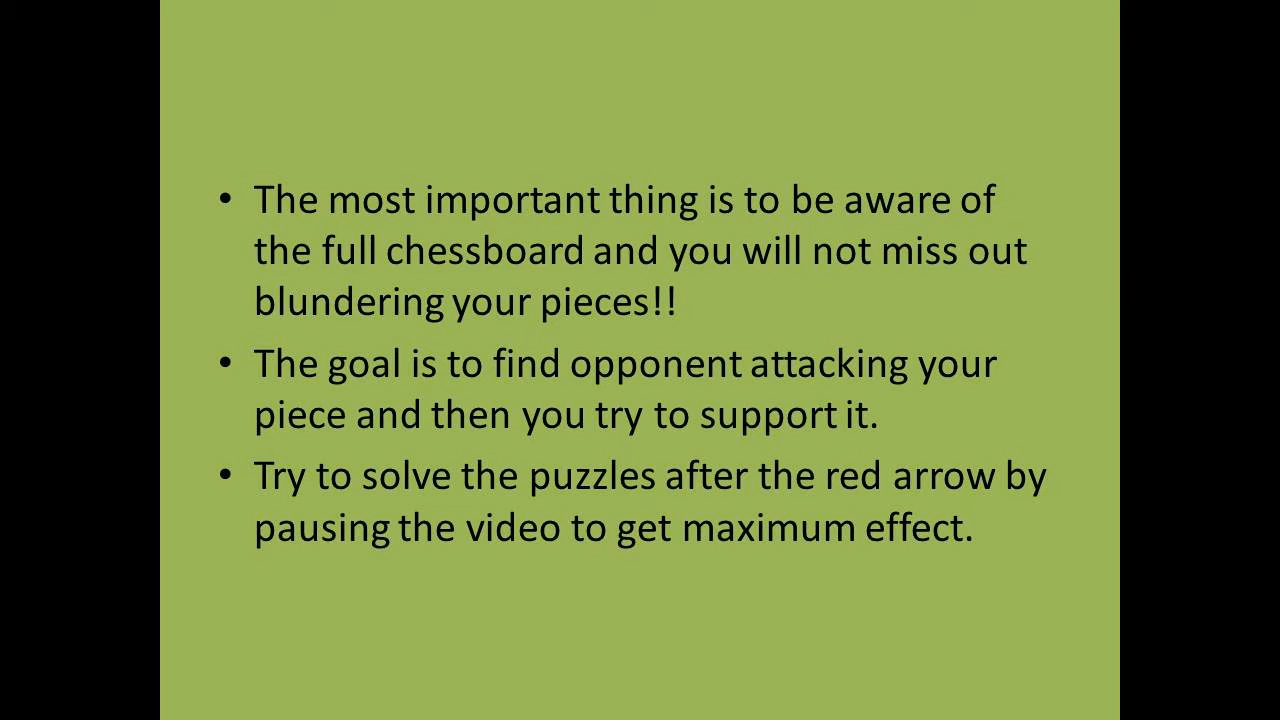 • The most important thing is to be aware of
the full chessboard and you will not miss out
blundering your pieces!!
• The goal is to find opponent attacking your
piece and then you try to support it.
• Try to solve the puzzles after the red arrow by
pausing the video to get maximum effect.